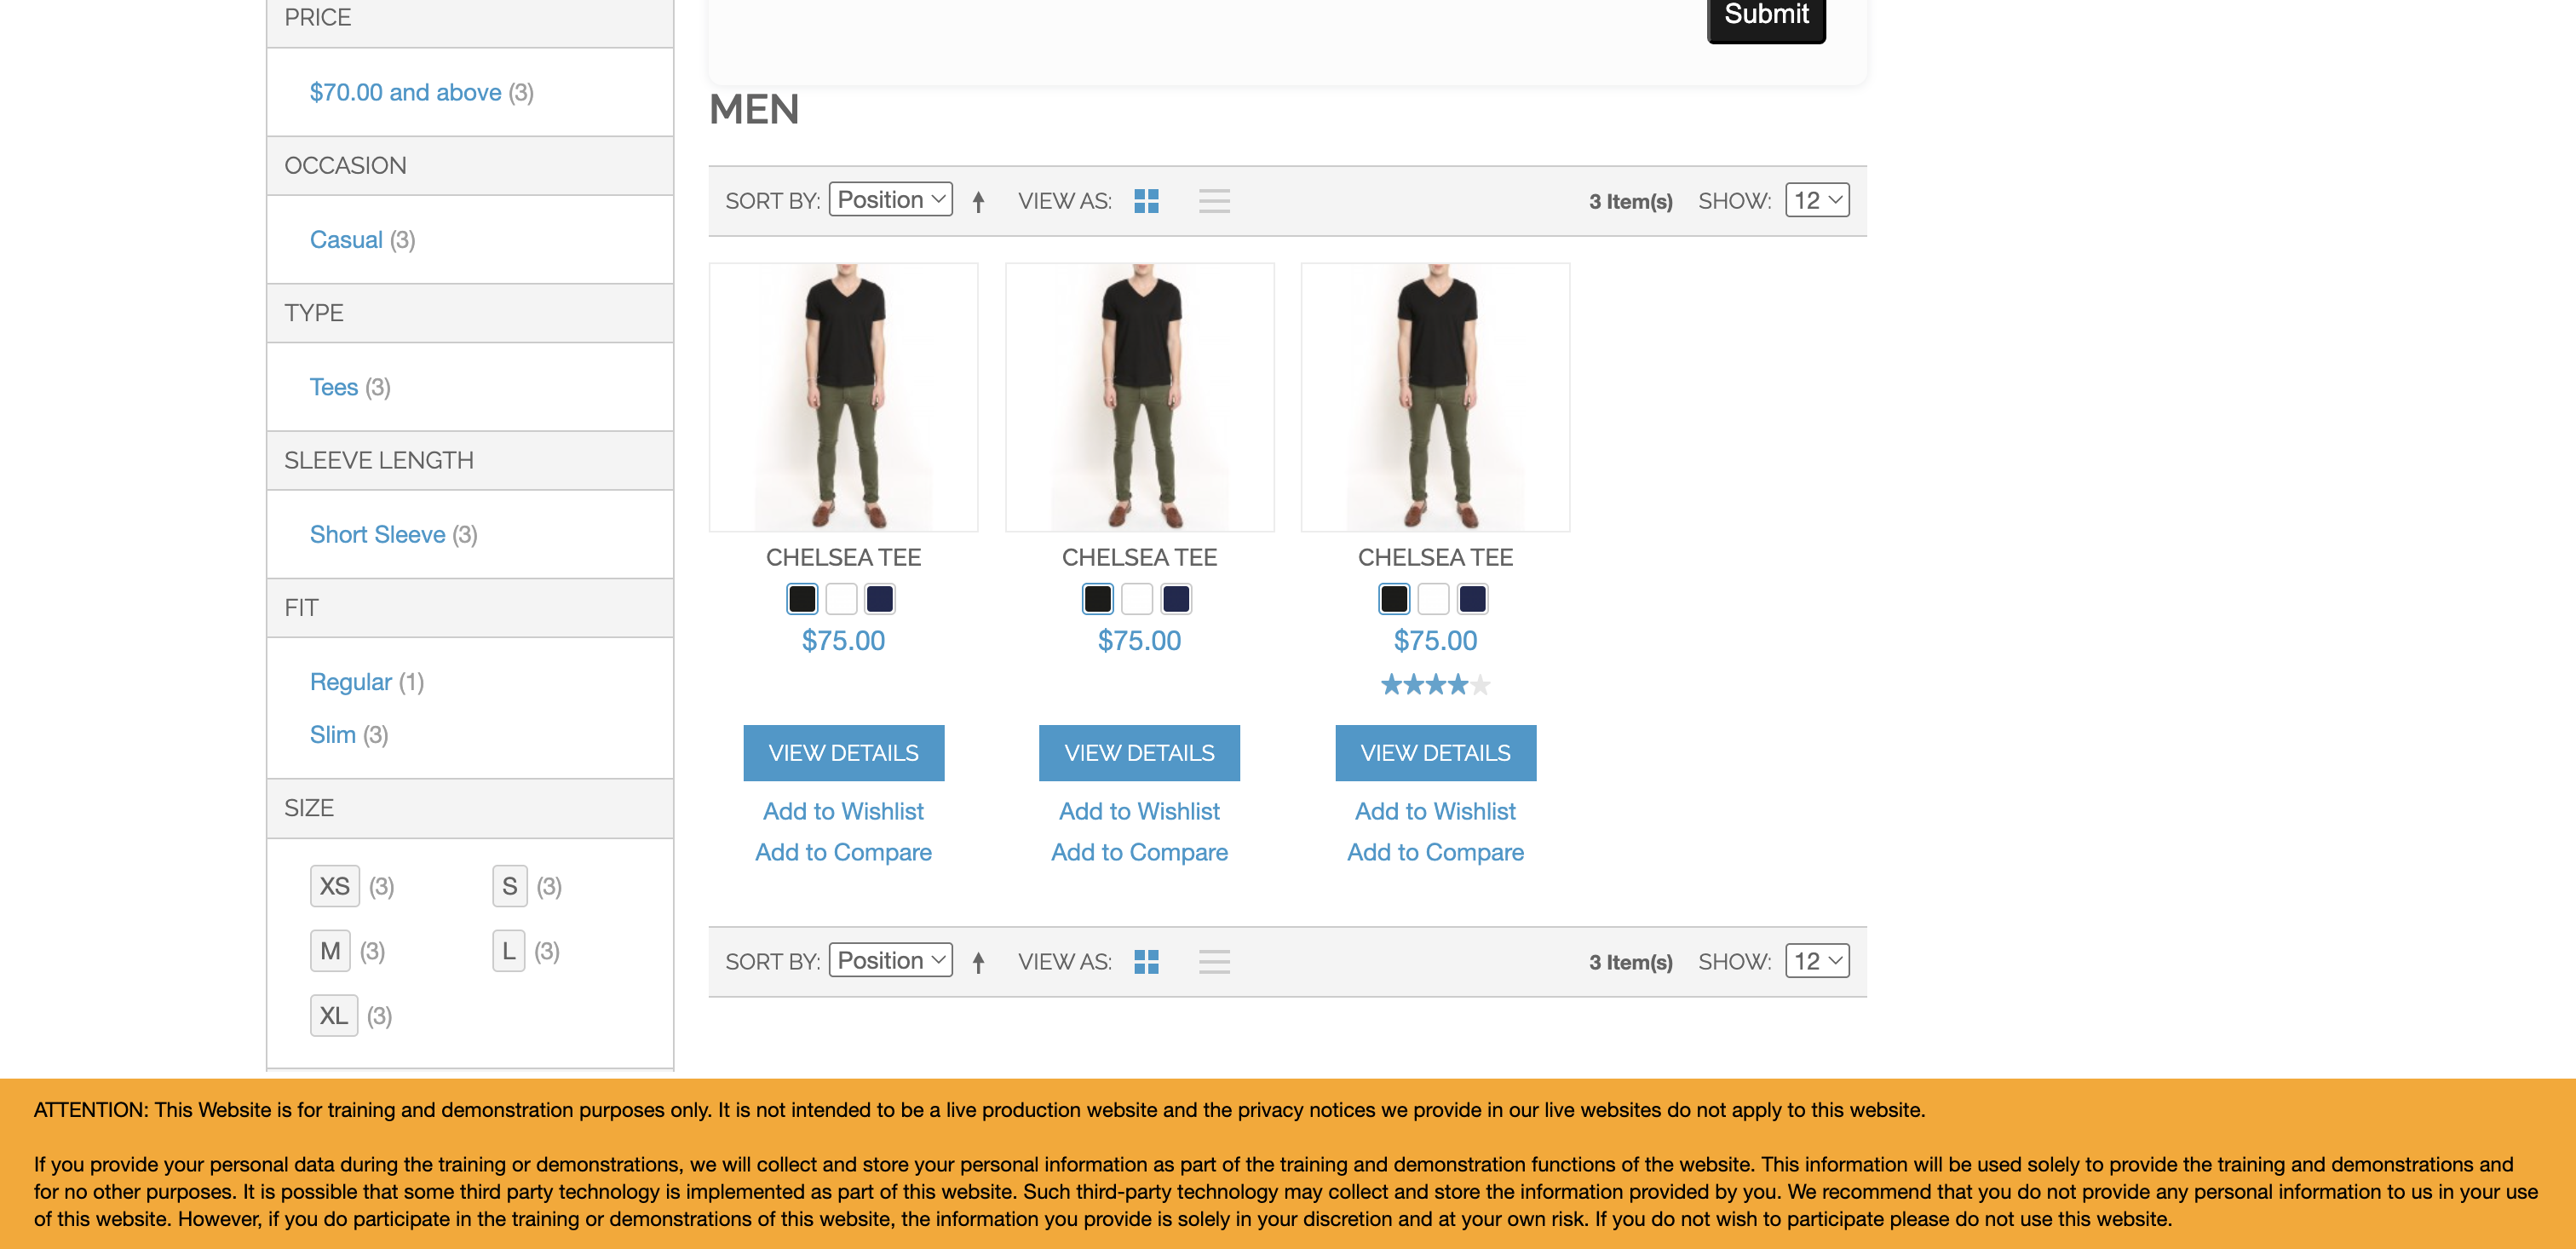 PRICE
$70.00 and above (3)
OCCASION
Casual (3)
TYPE
Tees (3)
SLEEVE LENGTH
Short Sleeve (3)
FIT
Regular (1)
Slim (3)
SIZE
XS (3) S (3)
M (3) L (3)
XL (3)
Submit
MEN
SORT BY: Position VIEW AS: 3 Item(s) SHOW: 12
CHELSEA TEE CHELSEA TEE CHELSEA TEE
$75.00 $75.00 $75.00
VIEW DETAILS VIEW DETAILS VIEW DETAILS
Add to Wishlist Add to Wishlist Add to Wishlist
Add to Compare Add to Compare Add to Compare
SORT BY: Position VIEW AS: 3 Item(s) SHOW: 12
ATTENTION: This Website is for training and demonstration purposes only. It is not intended to be a live production website and the privacy notices we provide in our live websites do not apply to this website.
If you provide your personal data during the training or demonstrations, we will collect and store your personal information as part of the training and demonstration functions of the website. This information will be used solely to provide the training and demonstrations and
for no other purposes. It is possible that some third party technology is implemented as part of this website. Such third-party technology may collect and store the information provided by you. We recommend that you do not provide any personal information to us in your use
of this website. However, if you do participate in the training or demonstrations of this website, the information you provide is solely in your discretion and at your own risk. If you do not wish to participate please do not use this website.